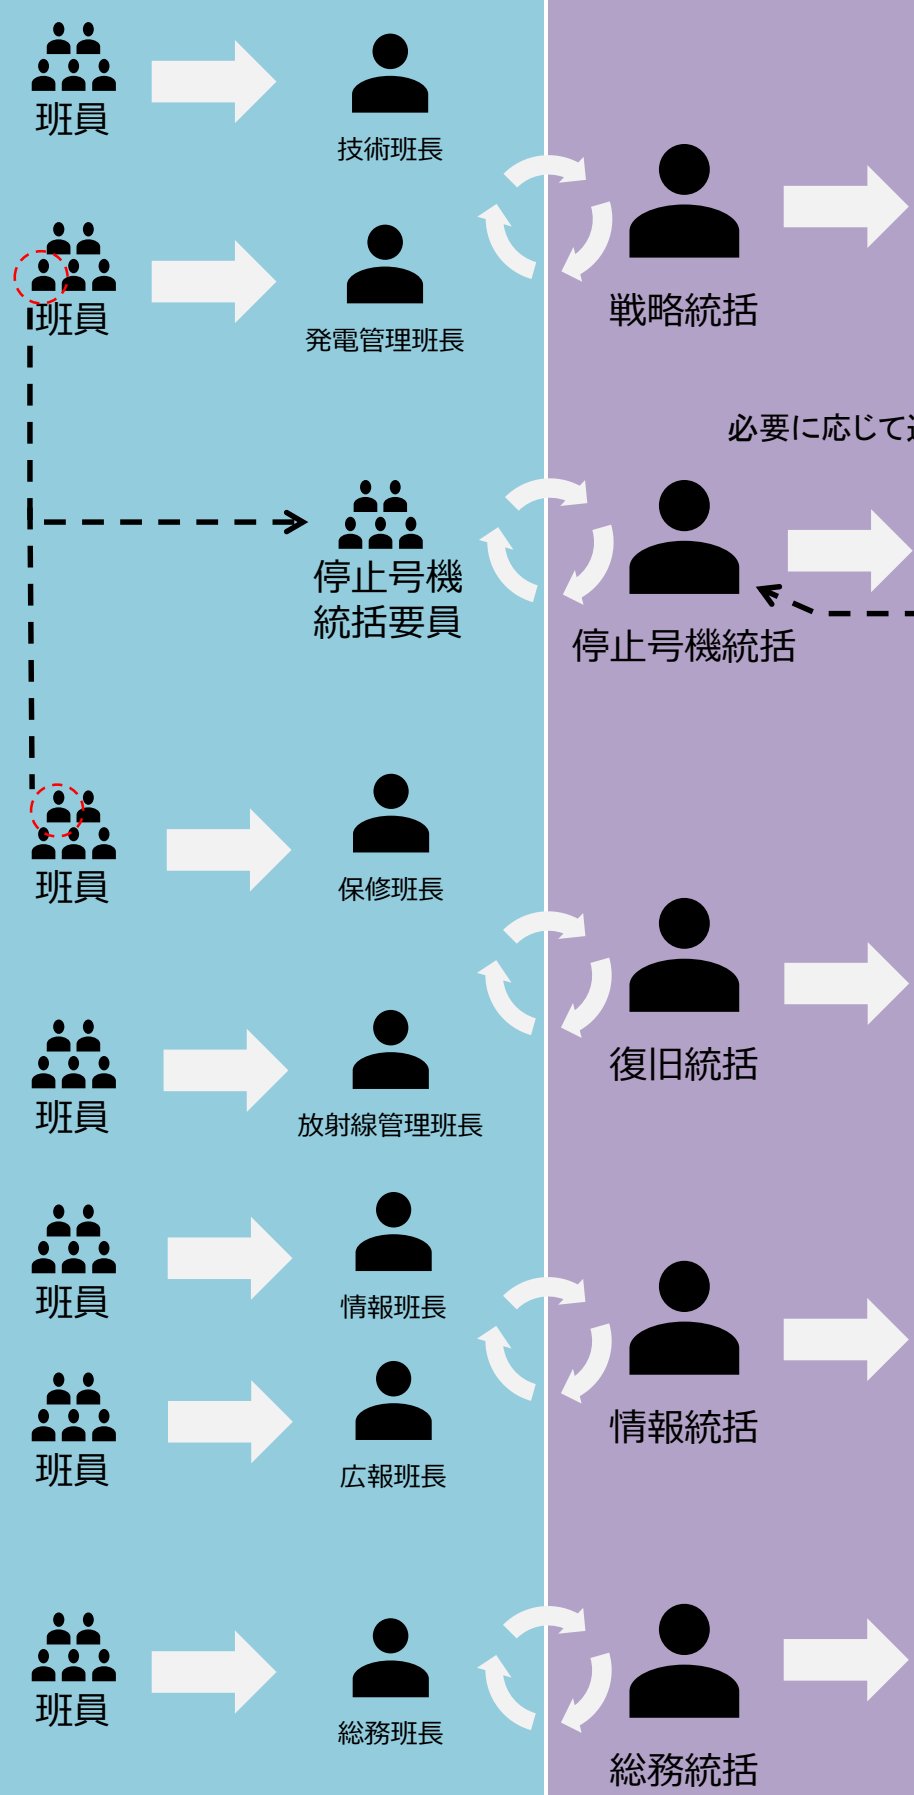 班員
技術班長
班員
発電管理班長
戦略統括
必要に応じて
停止号機
統括要員
停止号機統括
班員
保修班長
復旧統括
班員
放射線管理班長
班員
情報班長
情報統括
班員
広報班長
班員
総務班長
総務統括